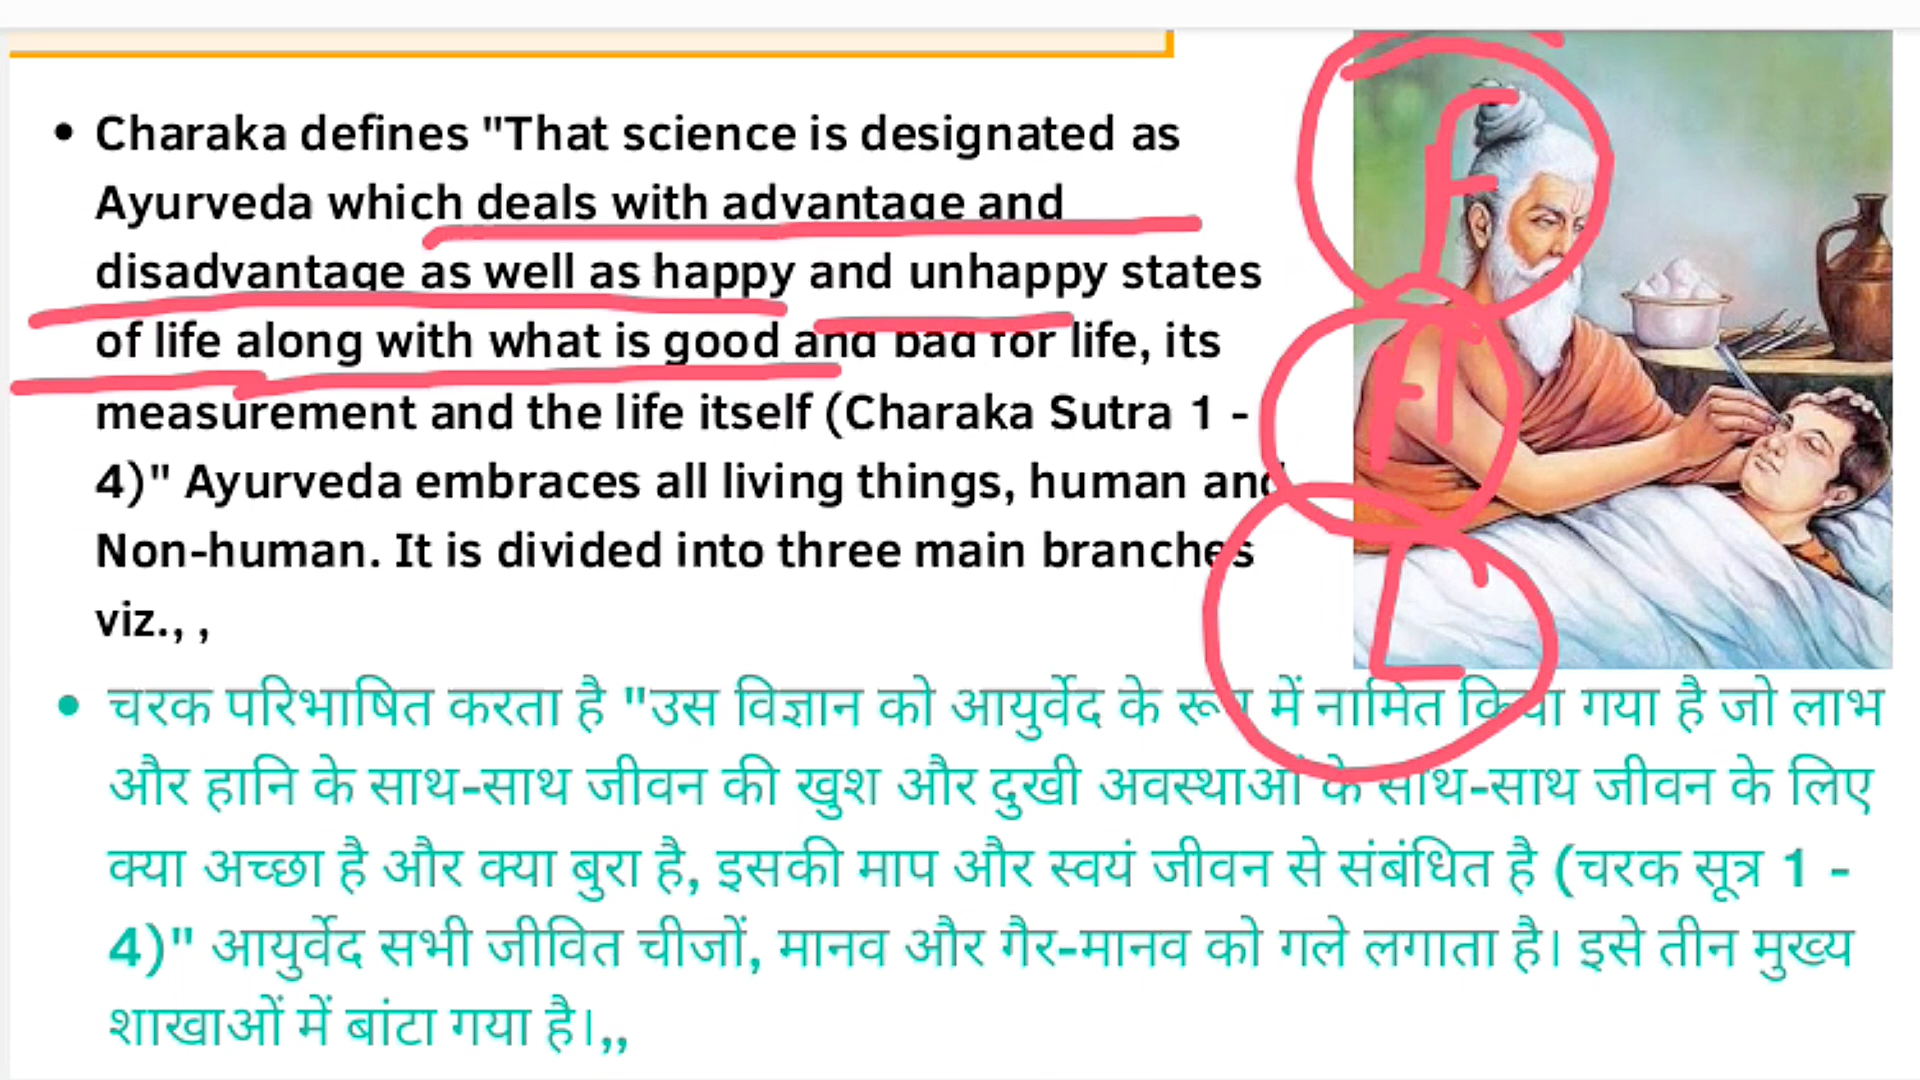 • Charaka defines "That science is designated as
Ayurveda which deals with advantage and
disadvantage as well as happy and unhappy states
of life along with what is good and bad for life, its
measurement and the life itself (Charaka Sutra 1 -
4)" Ayurveda embraces all living things, human and
Non-human. It is divided into three main branches
viz., ,
F
A
L
• चरक परिभाषित करता है "उस विज्ञान को आयुर्वेद के रूप में नामित किया गया है जो लाभ
और हानि के साथ-साथ जीवन की खुश और दुखी अवस्थाओं के साथ-साथ जीवन के लिए
क्या अच्छा है और क्या बुरा है, इसकी माप और स्वयं जीवन से संबंधित है (चरक सूत्र 1 -
4)" आयुर्वेद सभी जीवित चीजों, मानव और गैर-मानव को गले लगाता है। इसे तीन मुख्य
शाखाओं में बांटा गया है।,,